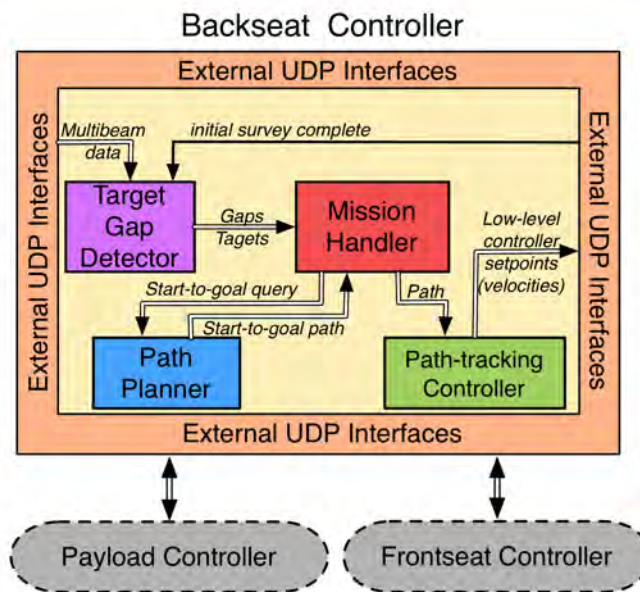 Backseat Controller
External UDP Interfaces
External UDP Interfaces
External UDP Interfaces
Multibeam
data
initial survey complete
Target
Gap
Detector
Gaps
Tagets
Mission
Handler
Low-level
controller
setpoints
(velocities)
Start-to-goal query
Start-to-goal path
Path
Path
Planner
Path-tracking
Controller
External UDP Interfaces
Payload Controller
Frontseat Controller